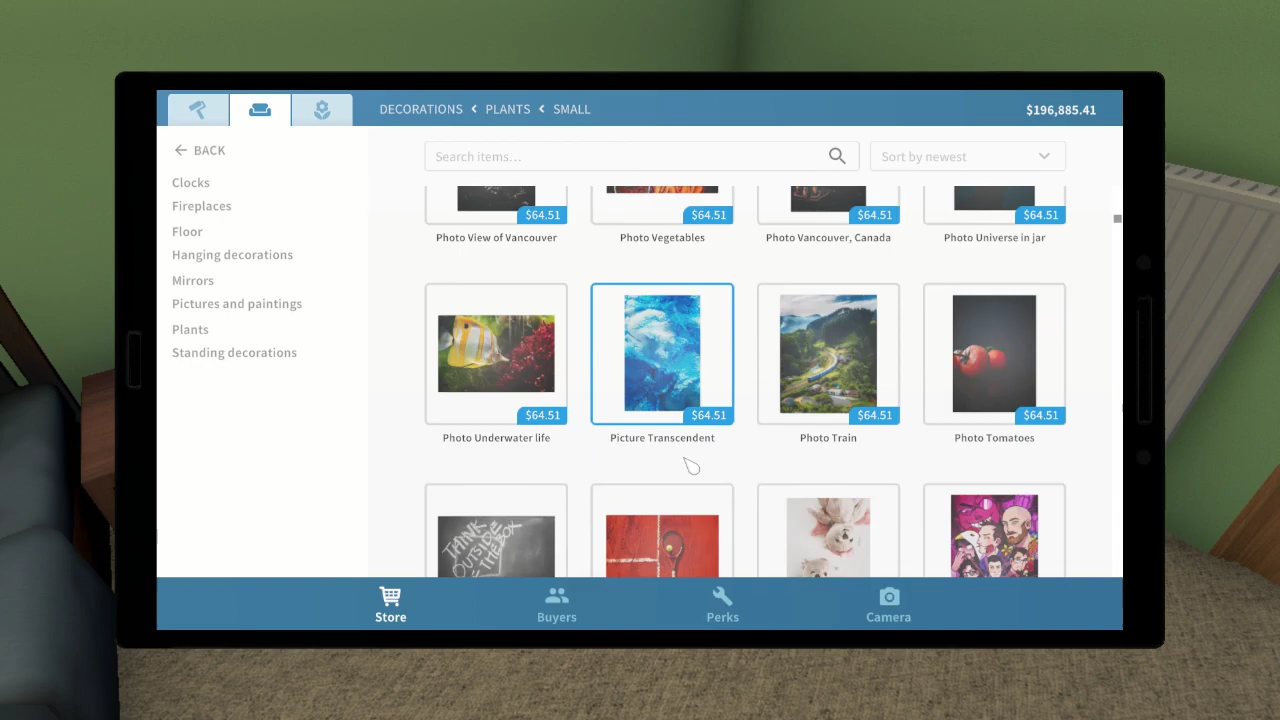 DECORATIONS < PLANTS < SMALL
$196,885.41
BACK
Search items...
Sort by newest
Clocks
Fireplaces
Floor
Hanging decorations
Mirrors
Pictures and paintings
Plants
Standing decorations
$64.51
$64.51
$64.51
$64.51
Photo View of Vancouver
Photo Vegetables
Photo Vancouver, Canada
Photo Universe in jar
$64.51
$64.51
$64.51
$64.51
Photo Underwater life
Picture Transcendent
Photo Train
Photo Tomatoes
THINK
OUTSIDE
THE BOX
Store
Buyers
Perks
Camera